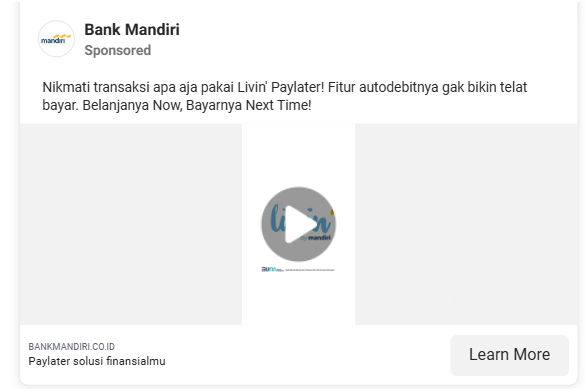 mandiri
Bank Mandiri
Sponsored
Nikmati transaksi apa aja pakai Livin' Paylater! Fitur autodebitnya gak bikin telat
bayar. Belanjanya Now, Bayarnya Next Time!
livin'
by mandiri
BANKMANDIRI.CO.ID
Paylater solusi finansialmu
Learn More